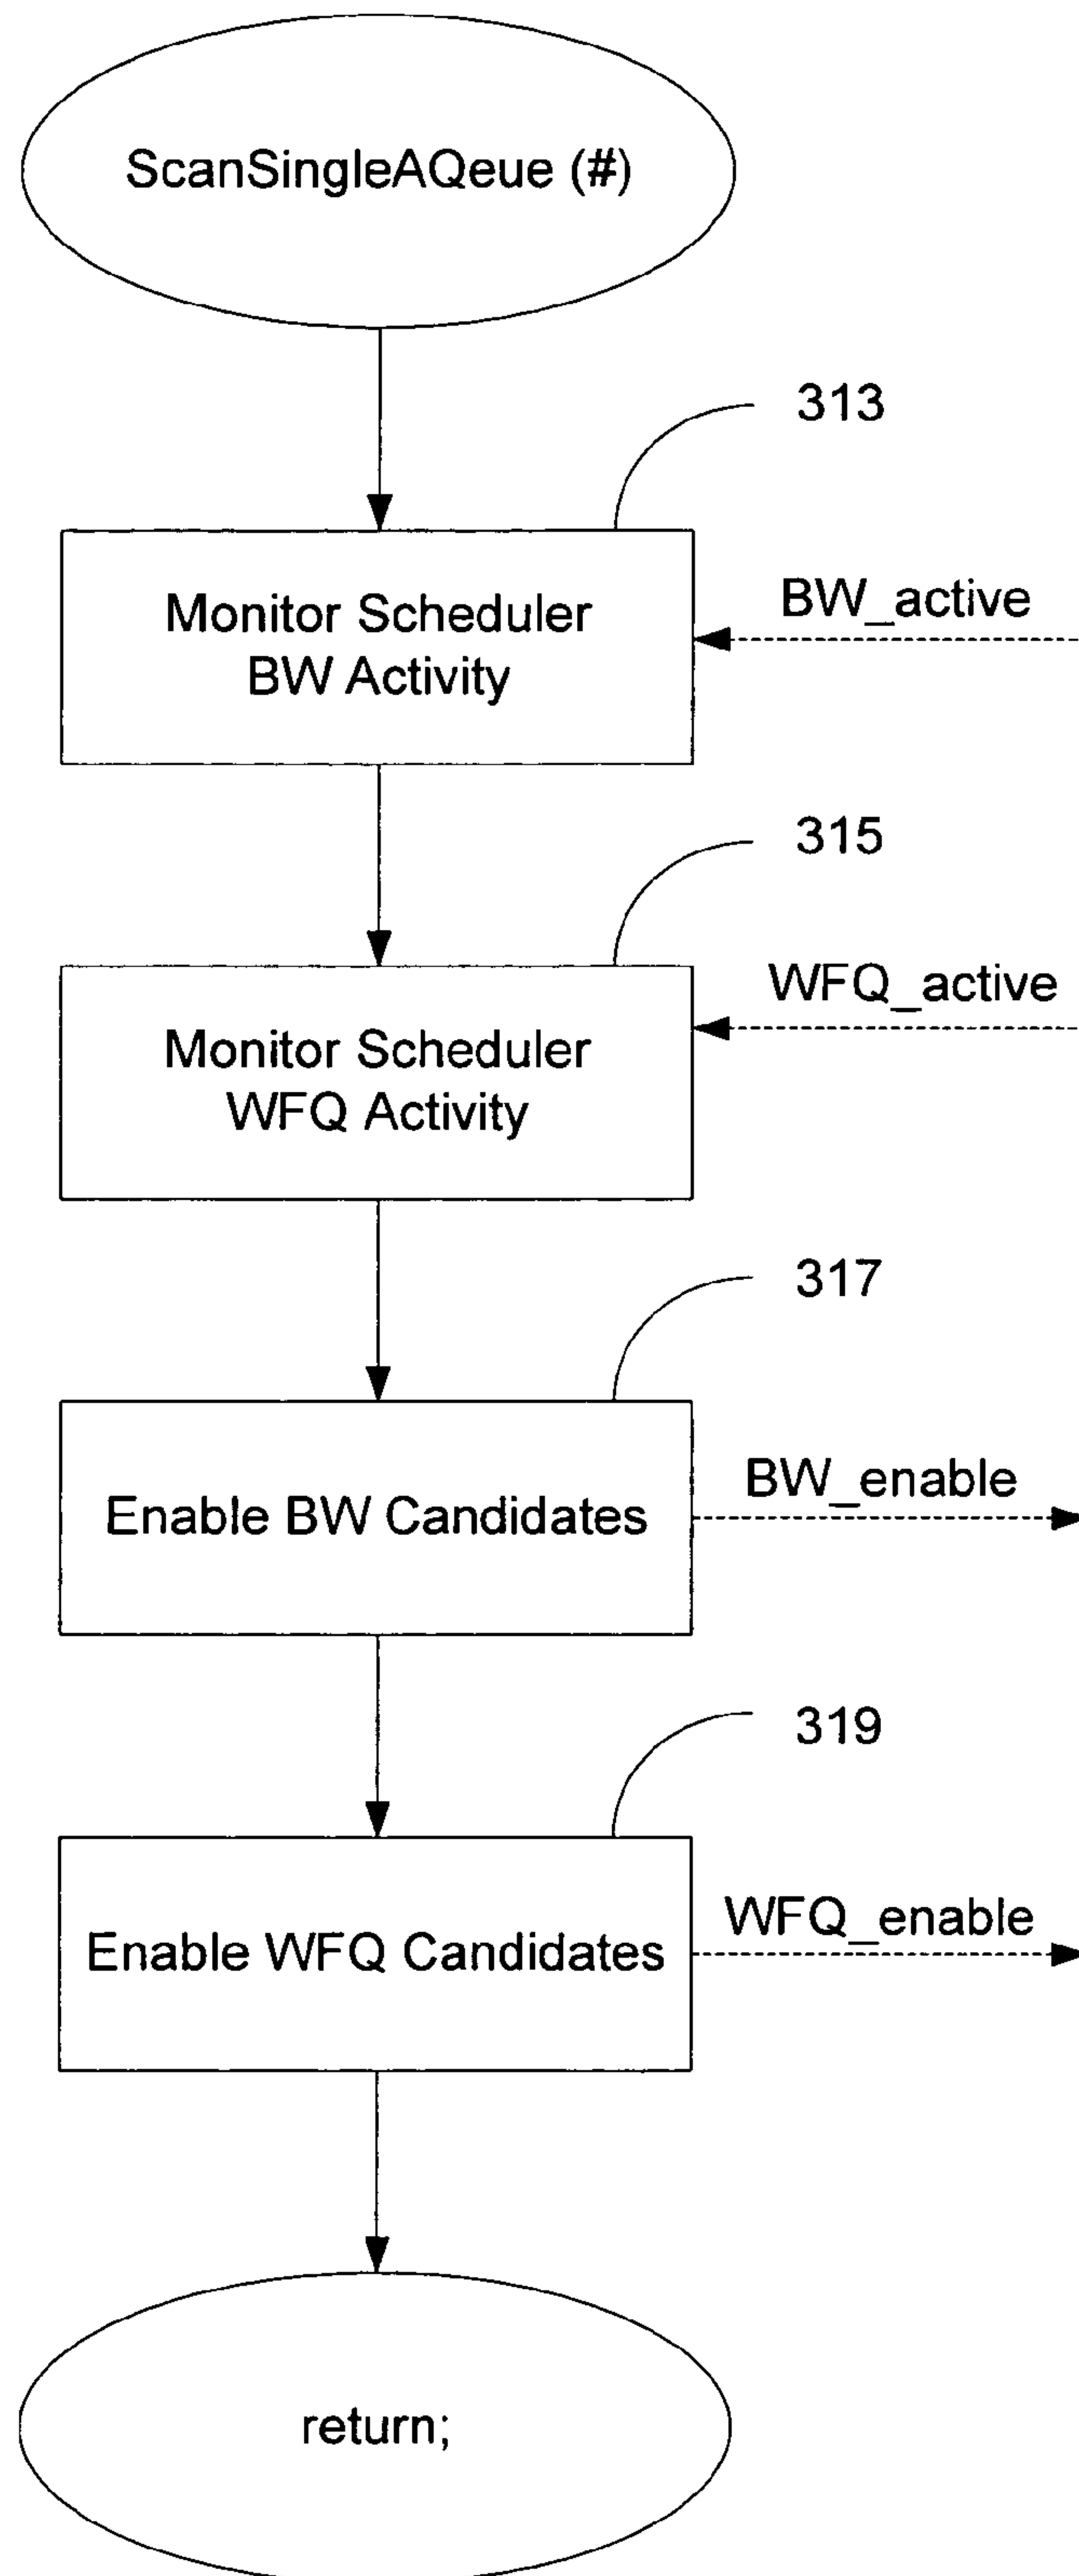 ScanSingleAQeue (#)
313
BW_active
Monitor Scheduler
BW Activity
315
WFQ_active
Monitor Scheduler
WFQ Activity
317
BW_enable
Enable BW Candidates
319
WFQ_enable
Enable WFQ Candidates
return;